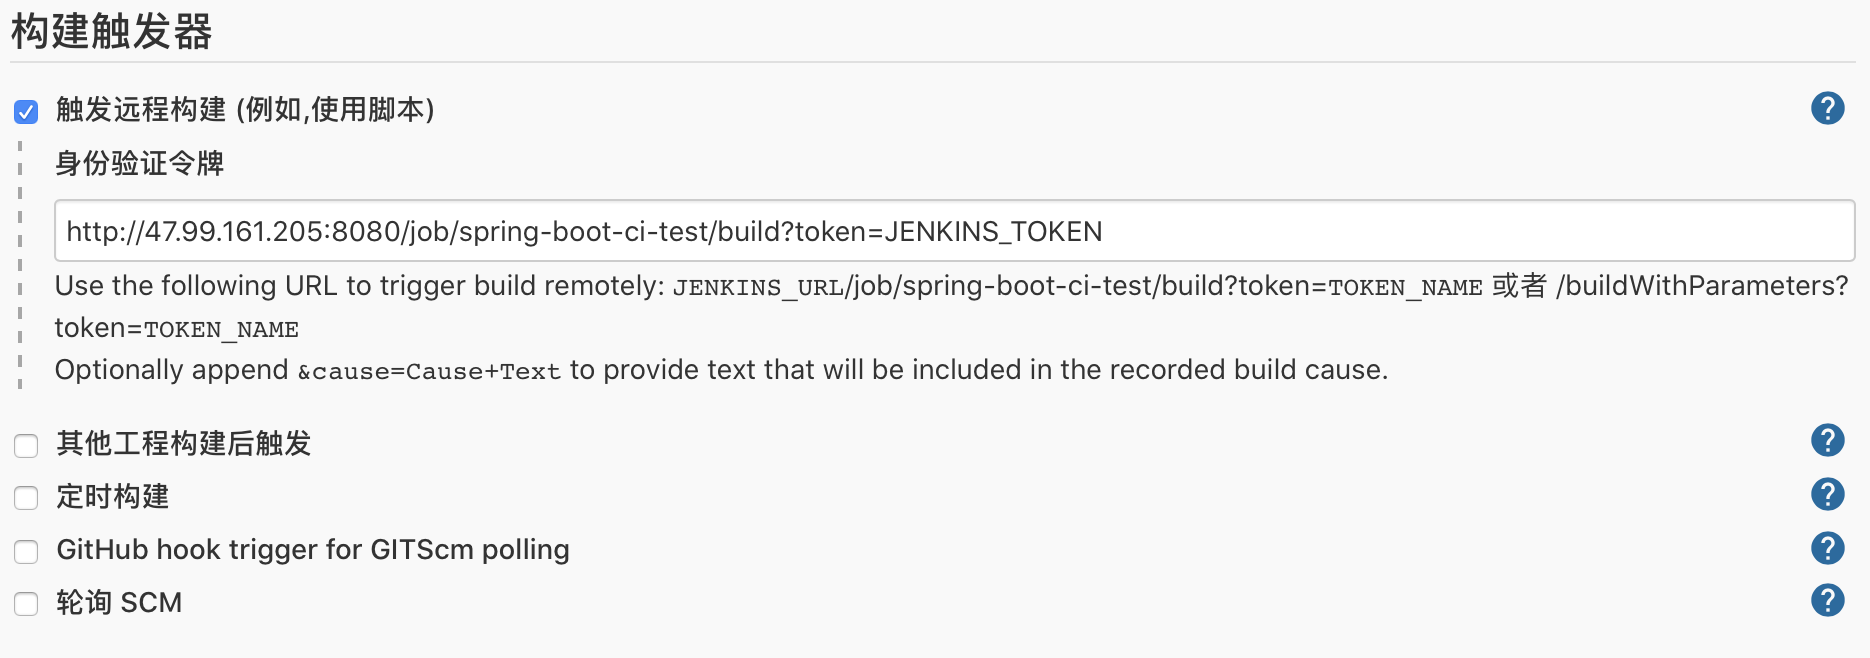 构建触发器
触发远程构建 (例如,使用脚本)
身份验证令牌
http://47.99.161.205:8080/job/spring-boot-ci-test/build?token=JENKINS_TOKEN
Use the following URL to trigger build remotely: JENKINS_URL/job/spring-boot-ci-test/build?token=TOKEN_NAME 或者 /buildWithParameters?
token=TOKEN_NAME
Optionally append &cause=Cause+Text to provide text that will be included in the recorded build cause.
其他工程构建后触发
定时构建
GitHub hook trigger for GITScm polling
轮询 SCM